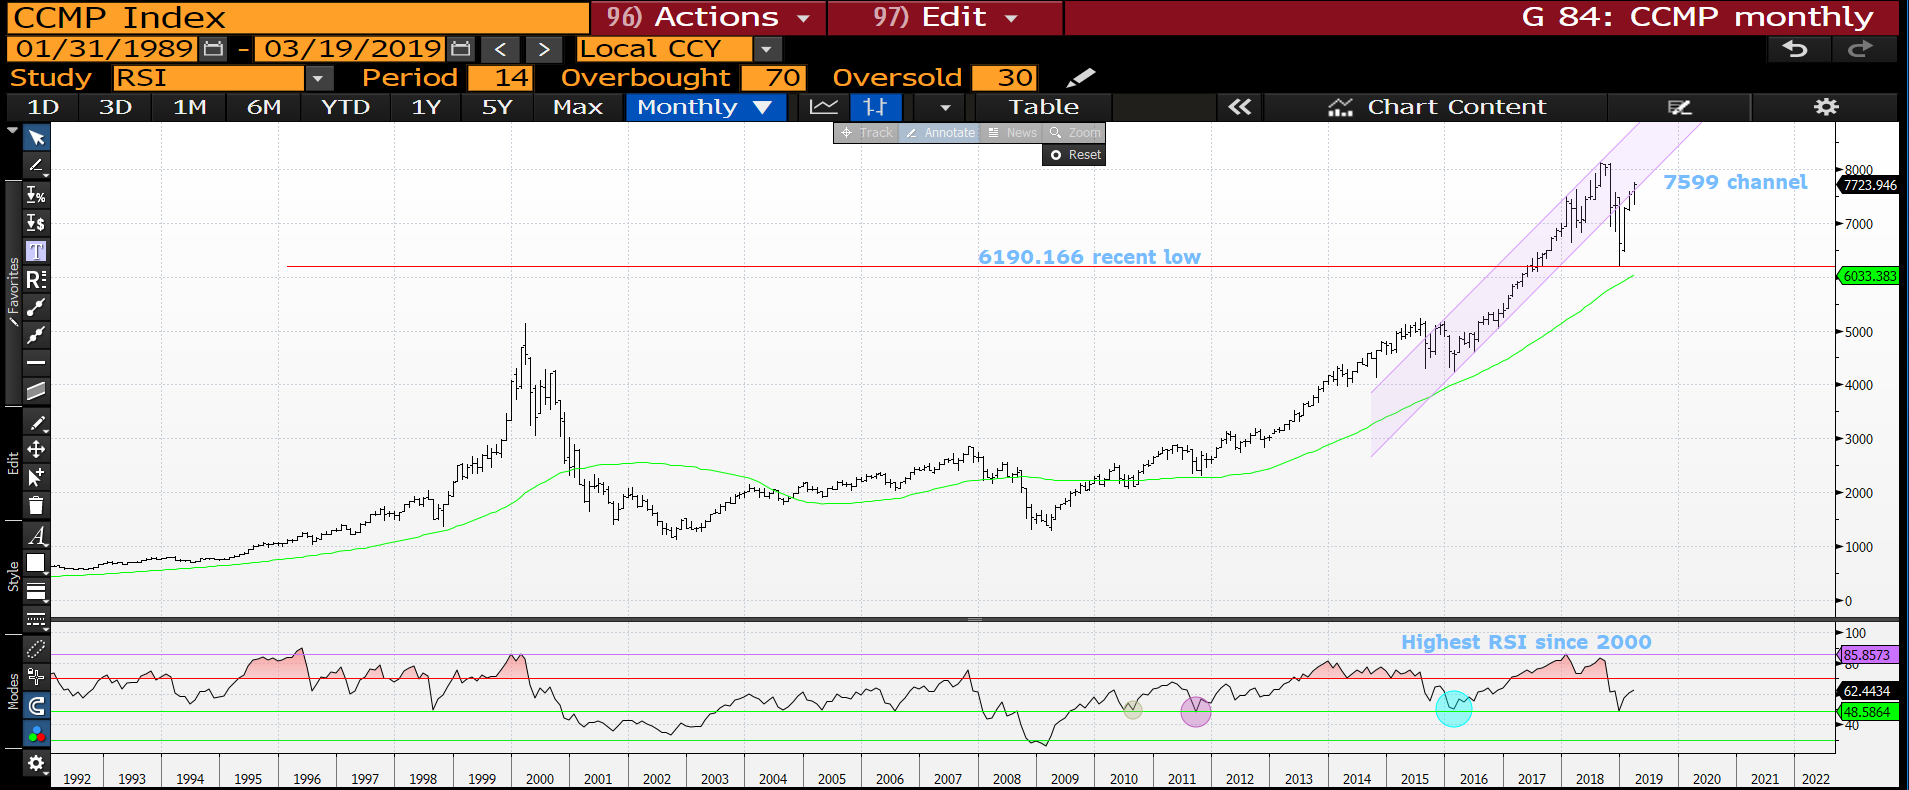 CCMP Index 96) Actions 97) Edit G 84: CCMP monthly
01/31/1989 - 03/19/2019 < > Local CCY
Study RSI Period 14 Overbought 70 Oversold 30
1D 3D 1M 6M YTD 1Y 5Y Max Monthly Table Chart Content
Track Annotate News Zoom
Reset
Favorites
Edit
Style
Modes
%
$
T
R
A
8000
7723.946
7599 channel
7000
6190.166 recent low
6033.383
5000
4000
3000
2000
1000
0
Highest RSI since 2000
100
85.8573
80
62.4434
48.5864
40
1992 1993 1994 1995 1996 1997 1998 1999 2000 2001 2002 2003 2004 2005 2006 2007 2008 2009 2010 2011 2012 2013 2014 2015 2016 2017 2018 2019 2020 2021 2022